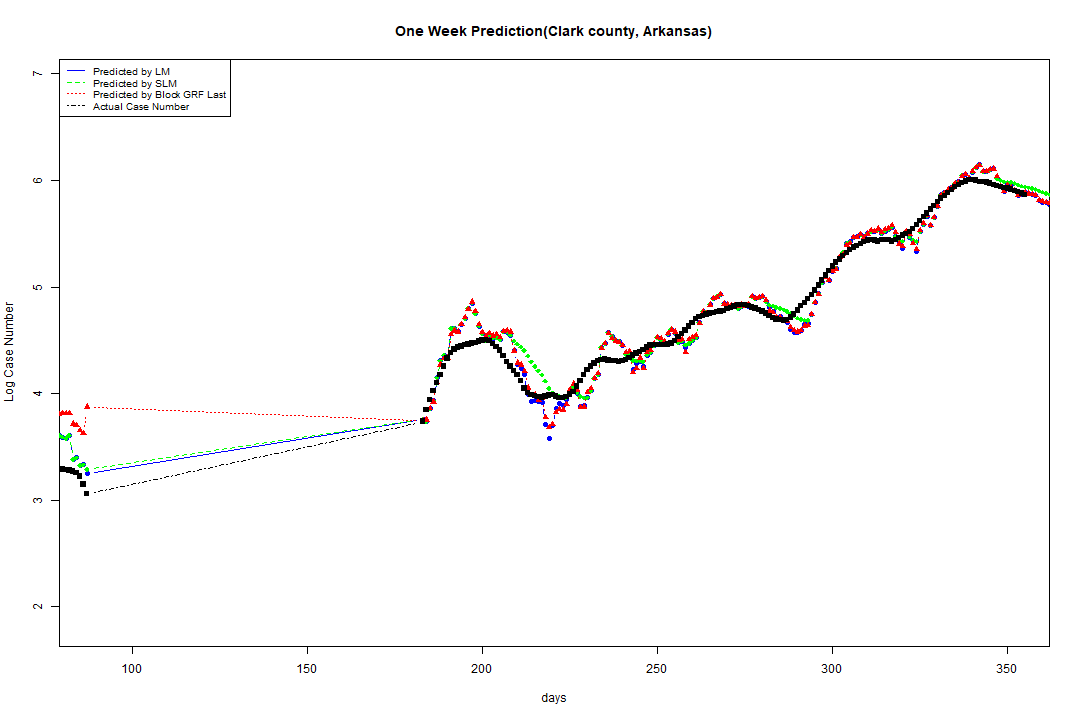 One Week Prediction(Clark county, Arkansas)
Predicted by LM
Predicted by SLM
Predicted by Block GRF Last
Actual Case Number
7
6
5
4
3
2
Log Case Number
100 150 200 250 300 350
days